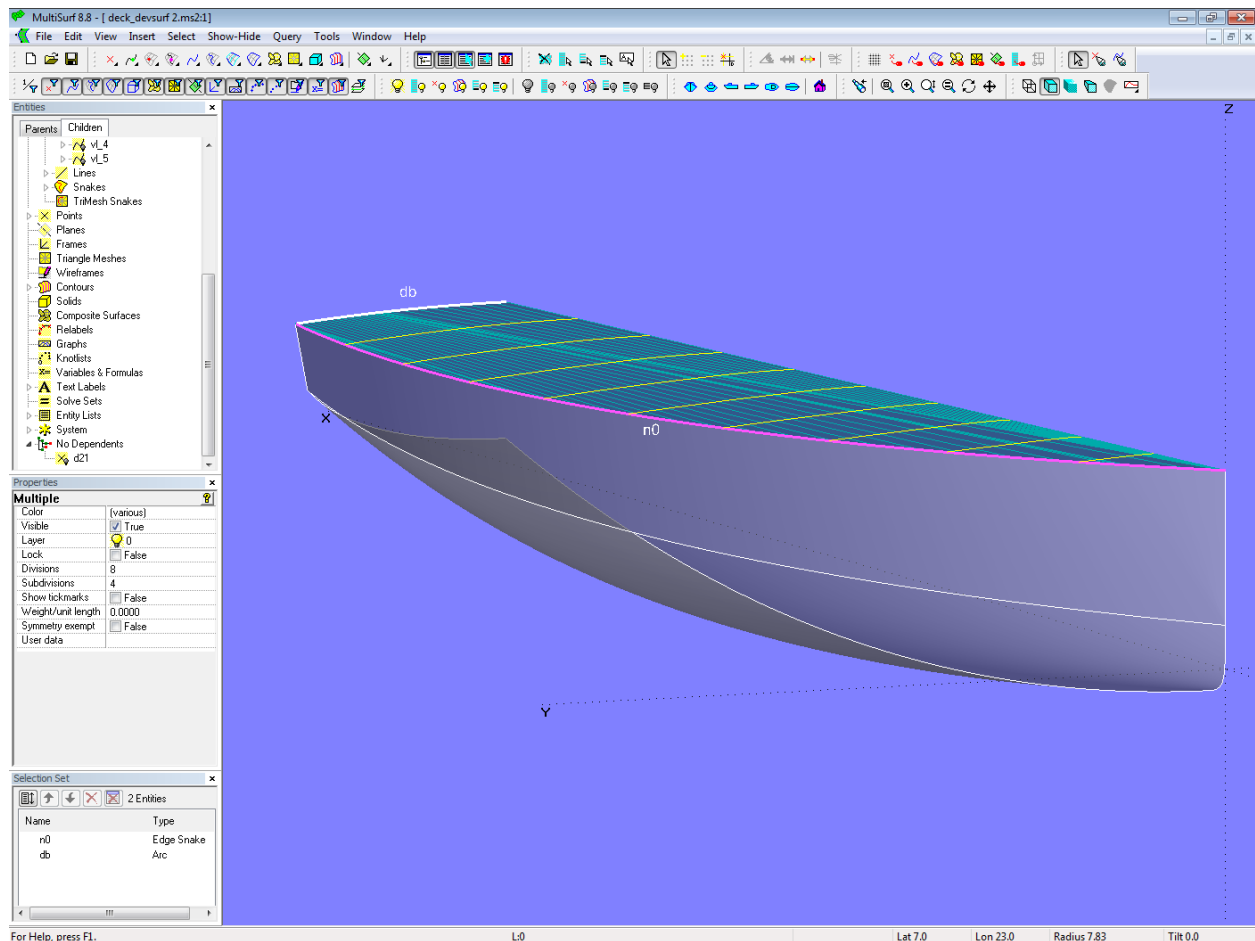 MultiSurf 8.8 - [ deck_devsurf 2.ms2:1]
File Edit View Insert Select Show-Hide Query Tools Window Help
Entities
Parents Children
vl_4
vl_5
Lines
Snakes
TriMesh Snakes
Points
Planes
Frames
Triangle Meshes
Wireframes
Contours
Solids
Composite Surfaces
Relabels
Graphs
Knotlists
Variables & Formulas
Text Labels
Solve Sets
Entity Lists
System
No Dependents
d21
Properties
Multiple
Color (various)
Visible True
Layer 0
Lock False
Divisions 8
Subdivisions 4
Show tickmarks False
Weight/unit length 0.0000
Symmetry exempt False
User data
Selection Set
2 Entities
Name Type
n0 Edge Snake
db Arc
Z
db
X
n0
Y
For Help, press F1. L:0 Lat 7.0 Lon 23.0 Radius 7.83 Tilt 0.0